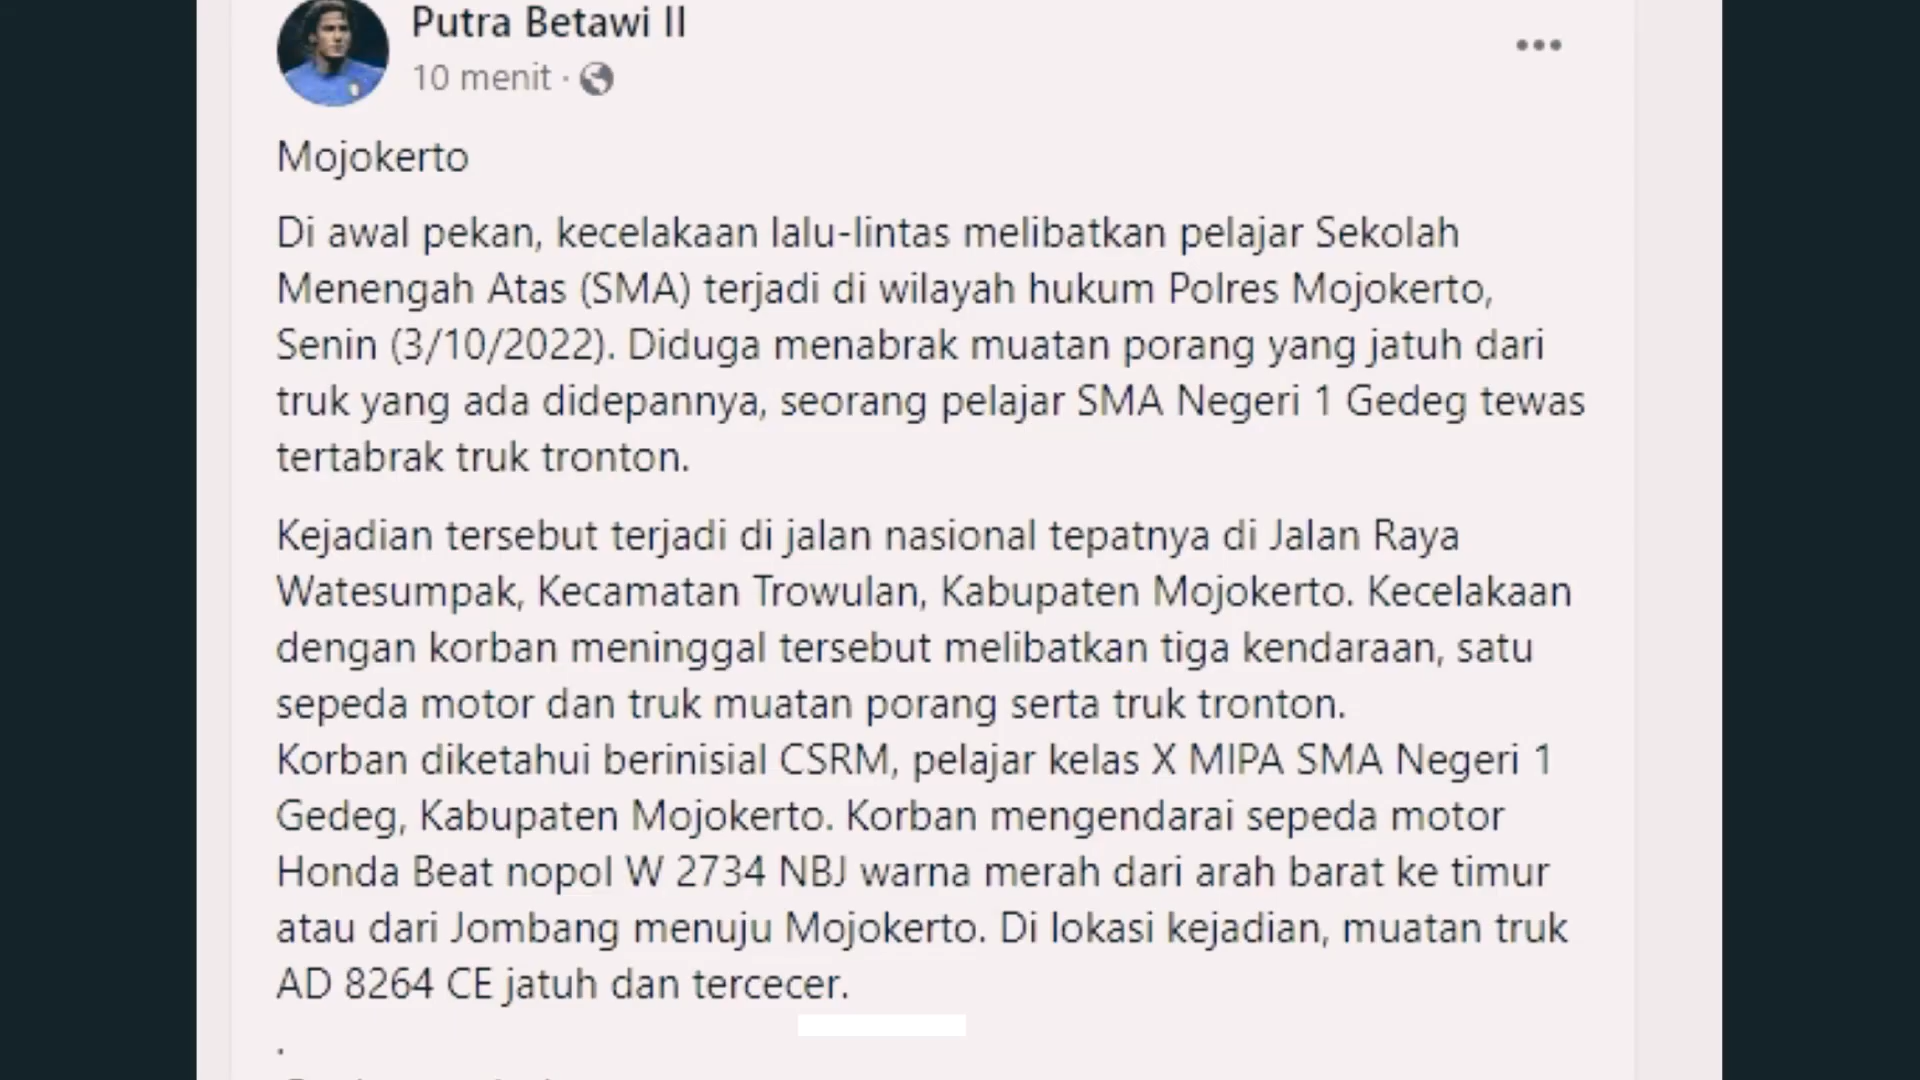 Putra Betawi II
10 menit ·
Mojokerto
Di awal pekan, kecelakaan lalu-lintas melibatkan pelajar Sekolah
Menengah Atas (SMA) terjadi di wilayah hukum Polres Mojokerto,
Senin (3/10/2022). Diduga menabrak muatan porang yang jatuh dari
truk yang ada didepannya, seorang pelajar SMA Negeri 1 Gedeg tewas
tertabrak truk tronton.
Kejadian tersebut terjadi di jalan nasional tepatnya di Jalan Raya
Watesumpak, Kecamatan Trowulan, Kabupaten Mojokerto. Kecelakaan
dengan korban meninggal tersebut melibatkan tiga kendaraan, satu
sepeda motor dan truk muatan porang serta truk tronton.
Korban diketahui berinisial CSRM, pelajar kelas X MIPA SMA Negeri 1
Gedeg, Kabupaten Mojokerto. Korban mengendarai sepeda motor
Honda Beat nopol W 2734 NBJ warna merah dari arah barat ke timur
atau dari Jombang menuju Mojokerto. Di lokasi kejadian, muatan truk
AD 8264 CE jatuh dan tercecer.
.